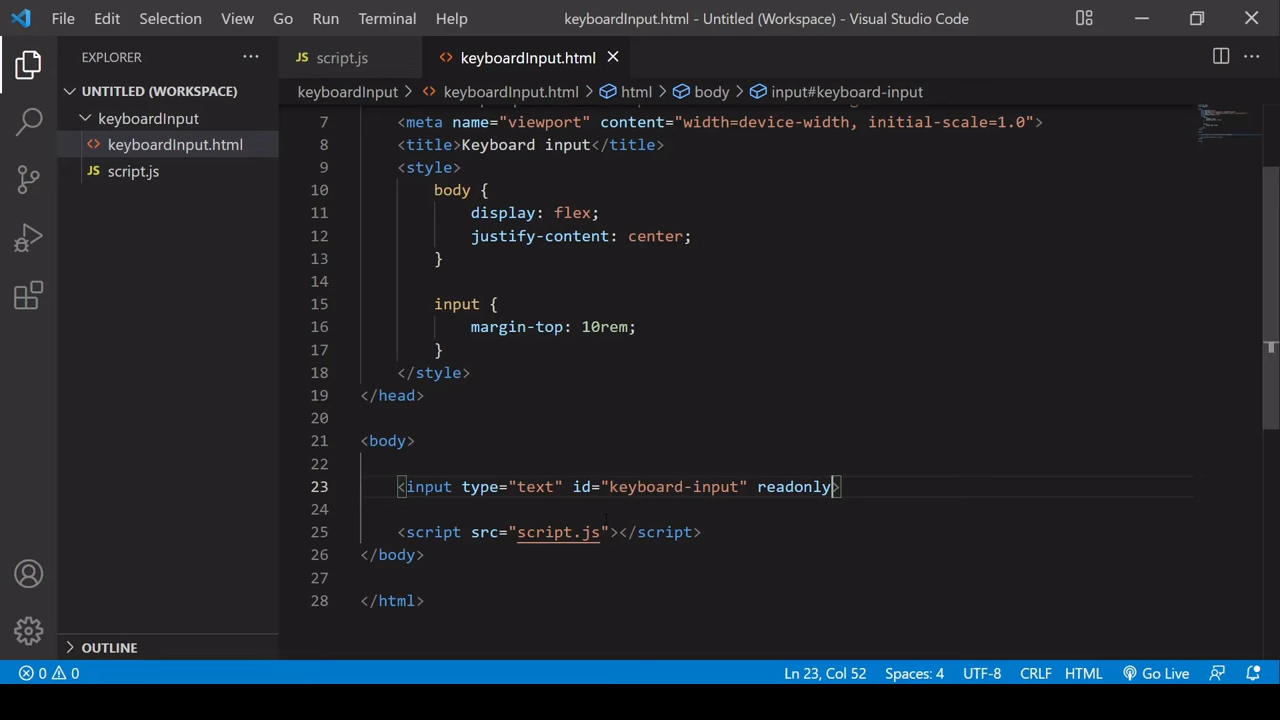 File Edit Selection View Go Run Terminal Help keyboardInput.html - Untitled (Workspace) - Visual Studio Code
EXPLORER
UNTITLED (WORKSPACE)
keyboardInput
keyboardInput.html
JS script.js
OUTLINE
JS script.js keyboardInput.html
keyboardInput > keyboardInput.html > html > body > input#keyboard-input
7 <meta name="viewport" content="width=device-width, initial-scale=1.0">
8 <title>Keyboard input</title>
9 <style>
10 body {
11 display: flex;
12 justify-content: center;
13 }
14
15 input {
16 margin-top: 10rem;
17 }
18 </style>
19 </head>
20
21 <body>
22
23 <input type="text" id="keyboard-input" readonly>
24
25 <script src="script.js"></script>
26 </body>
27
28 </html>
0 0 Ln 23, Col 52 Spaces: 4 UTF-8 CRLF HTML Go Live